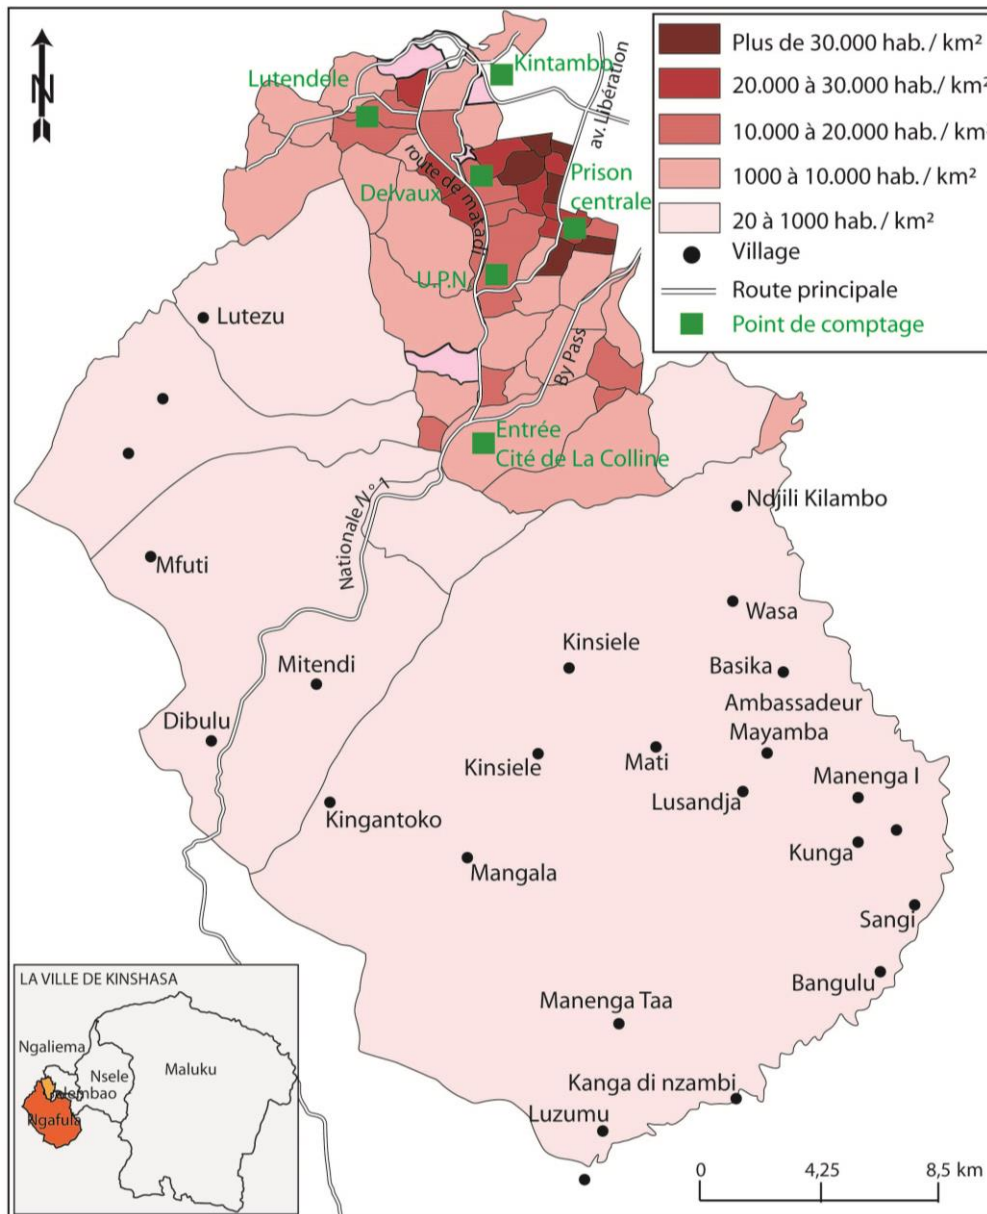 N
Plus de 30.000 hab. / km²
20.000 à 30.000 hab./ km²
10.000 à 20.000 hab./ km²
1000 à 10.000 hab./ km²
20 à 1000 hab./ km²
Village
Route principale
Point de comptage
Lutendele
Kintambo
av. Libération
route de matadi
Delvaux
Prison
centrale
U.P.N
By Pass
Lutezu
Entrée
Cité de La Colline
Nationale N° 1
Ndjili Kilambo
Mfuti
Wasa
Kinsiele
Mitendi
Basika
Ambassadeur
Mayamba
Dibulu
Kinsiele
Mati
Manenga I
Lusandja
Kingantoko
Kunga
Mangala
Sangi
Bangulu
Manenga Taa
Kanga di nzambi
Luzumu
LA VILLE DE KINSHASA
Ngaliema
Nsele
Maluku
Ngafula
0
4,25
8,5 km